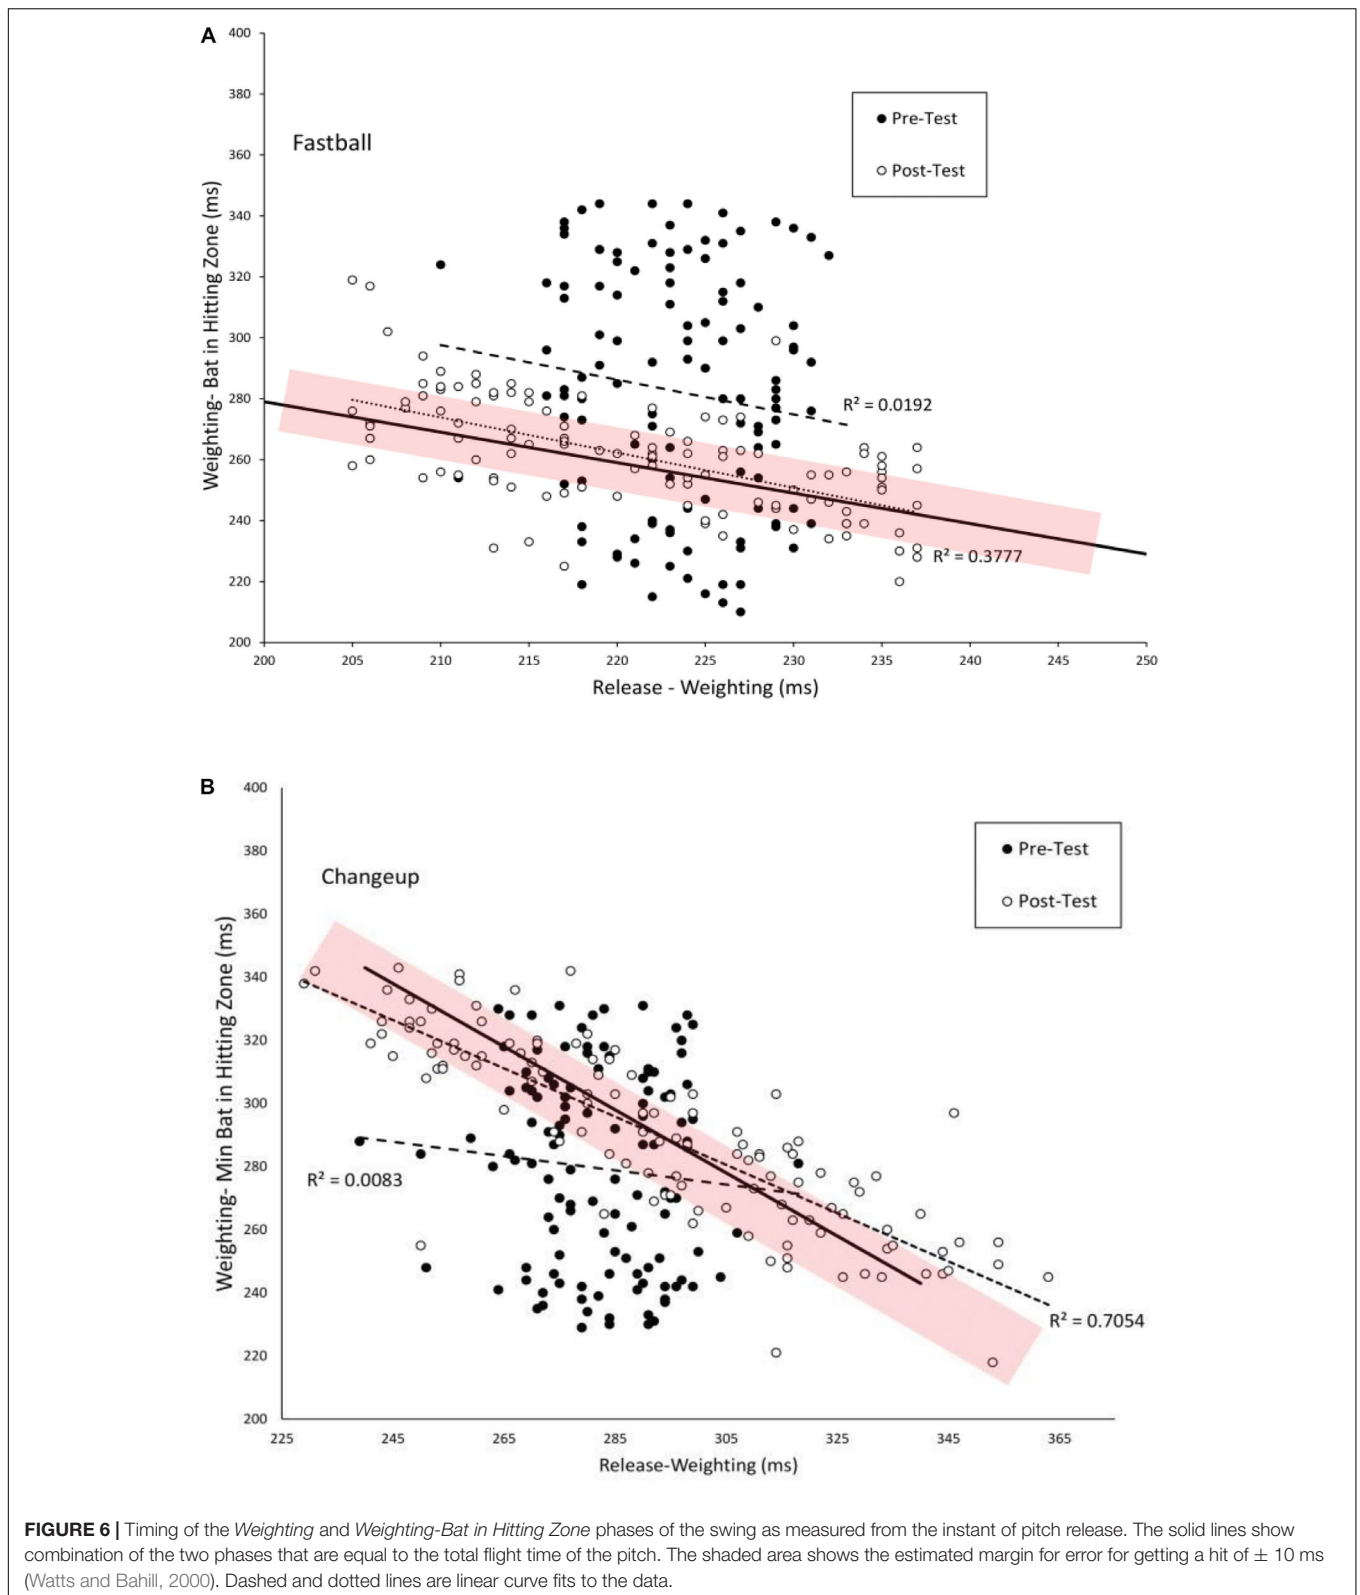 A
400
380
360
340
320
300
280
260
240
220
200
Weighting- Bat in Hitting Zone (ms)
Fastball
Pre-Test
Post-Test
R² = 0.0192
R² = 0.3777
200 205 210 215 220 225 230 235 240 245 250
Release - Weighting (ms)
B
400
380
360
340
320
300
280
260
240
220
200
Weighting- Min Bat in Hitting Zone (ms)
Changeup
Pre-Test
Post-Test
R² = 0.0083
R² = 0.7054
225 245 265 285 305 325 345 365
Release-Weighting (ms)
FIGURE 6 | Timing of the Weighting and Weighting-Bat in Hitting Zone phases of the swing as measured from the instant of pitch release. The solid lines show
combination of the two phases that are equal to the total flight time of the pitch. The shaded area shows the estimated margin for error for getting a hit of ± 10 ms
(Watts and Bahill, 2000). Dashed and dotted lines are linear curve fits to the data.